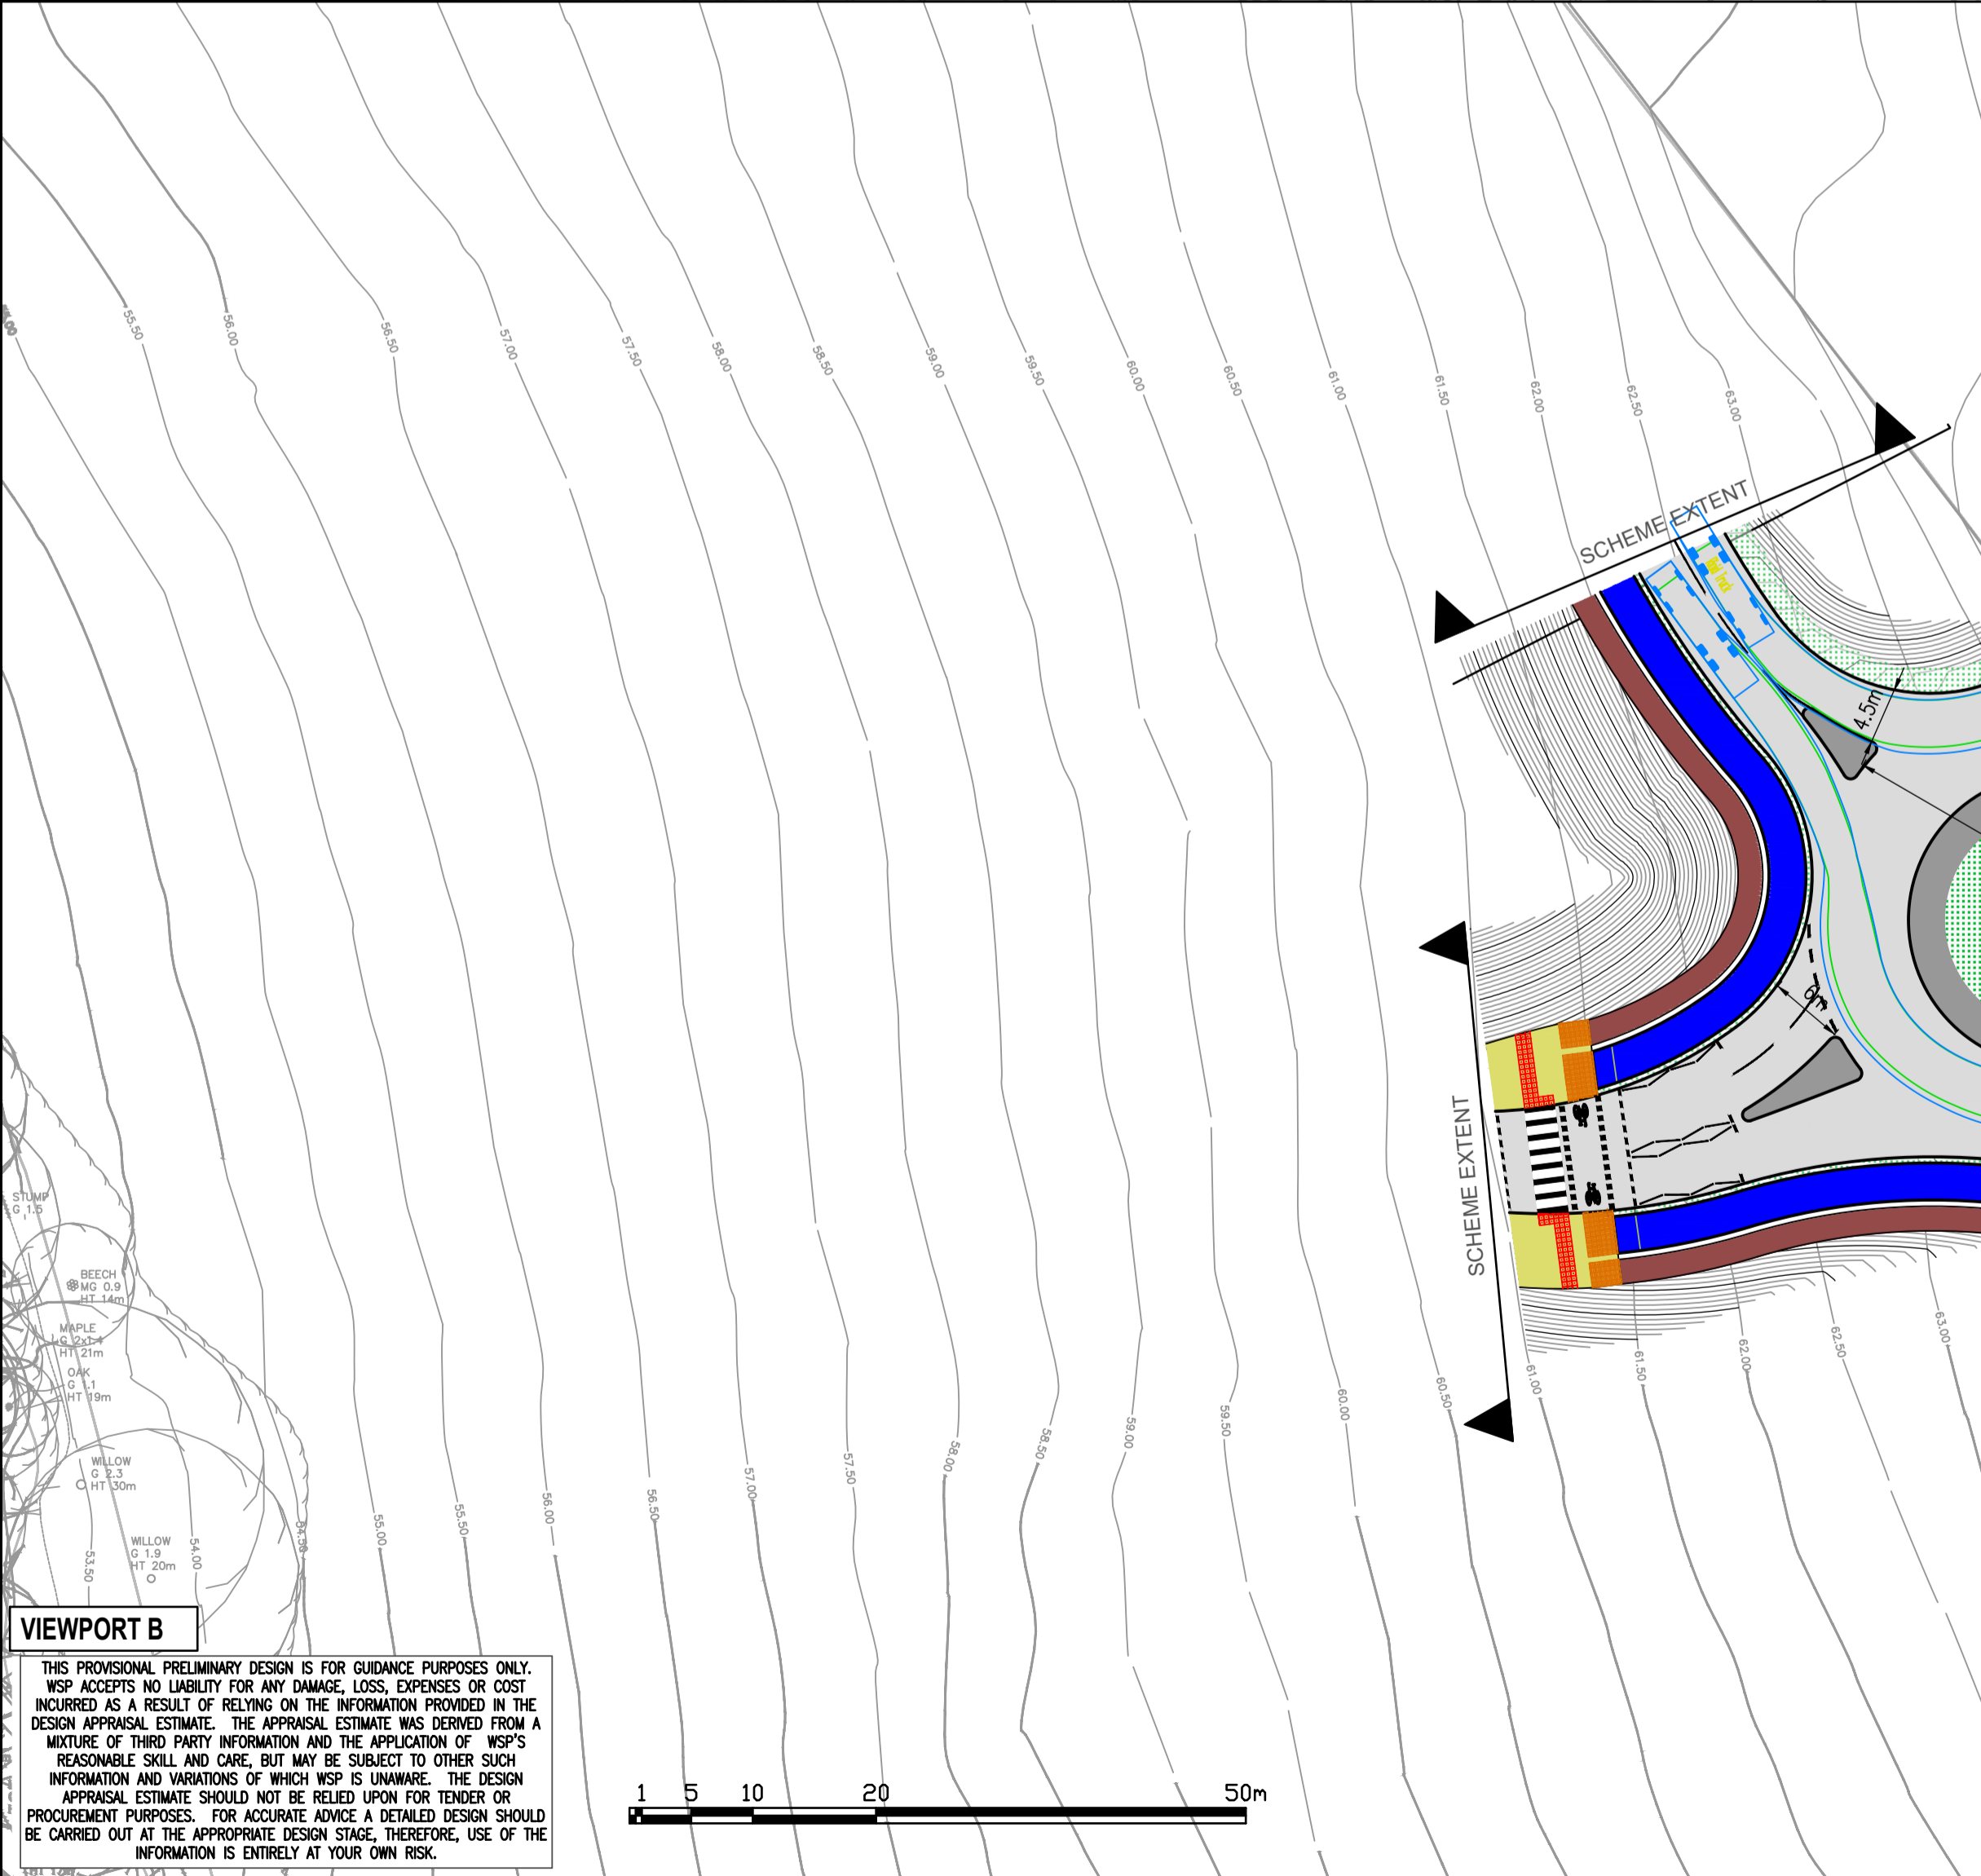 55.50
56.00
56.50
57.00
57.50
58.00
58.50
59.00
59.50
60.00
60.50
61.00
61.50
62.00
62.50
63.00
SCHEME EXTENT
4.5m
6m
SCHEME EXTENT
STUMP
G 1.5
BEECH
MG 0.9
HT 14m
MAPLE
G 2x1.4
HT 21m
OAK
G 1.1
HT 19m
WILLOW
G 2.3
HT 30m
WILLOW
G 1.9
HT 20m
53.50
54.00
54.50
55.00
55.50
56.00
56.50
57.00
57.50
58.00
58.50
59.00
59.50
60.00
60.50
61.00
61.50
62.00
62.50
63.00
VIEWPORT B
THIS PROVISIONAL PRELIMINARY DESIGN IS FOR GUIDANCE PURPOSES ONLY.
WSP ACCEPTS NO LIABILITY FOR ANY DAMAGE, LOSS, EXPENSES OR COST
INCURRED AS A RESULT OF RELYING ON THE INFORMATION PROVIDED IN THE
DESIGN APPRAISAL ESTIMATE. THE APPRAISAL ESTIMATE WAS DERIVED FROM A
MIXTURE OF THIRD PARTY INFORMATION AND THE APPLICATION OF WSP'S
REASONABLE SKILL AND CARE, BUT MAY BE SUBJECT TO OTHER SUCH
INFORMATION AND VARIATIONS OF WHICH WSP IS UNAWARE. THE DESIGN
APPRAISAL ESTIMATE SHOULD NOT BE RELIED UPON FOR TENDER OR
PROCUREMENT PURPOSES. FOR ACCURATE ADVICE A DETAILED DESIGN SHOULD
BE CARRIED OUT AT THE APPROPRIATE DESIGN STAGE, THEREFORE, USE OF THE
INFORMATION IS ENTIRELY AT YOUR OWN RISK.
1 5 10 20 50m